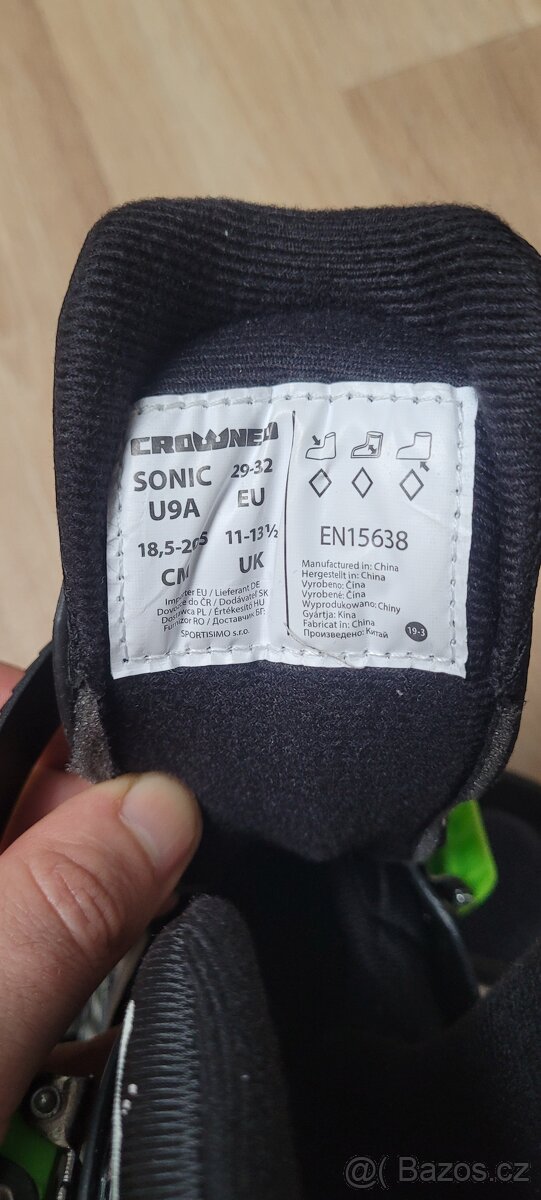 CROWNED
SONIC
U9A
29-32
EU
18,5-20,5
CM
11-13½
UK
Importer EU / Lieferant DE
Dovozce do ČR / Dodávateľ SK
Dostawca PL / Értékesítő HU
Furnizor RO / Доставчик БГ:
SPORTISIMO s.r.o.
EN15638
Manufactured in: China
Hergestellt in: China
Vyrobeno: Čína
Vyrobené: Čína
Wyprodukowano: Chiny
Gyártja: Kína
Fabricat in: China
Произведено: Китай
19-3
@( Bazos.cz